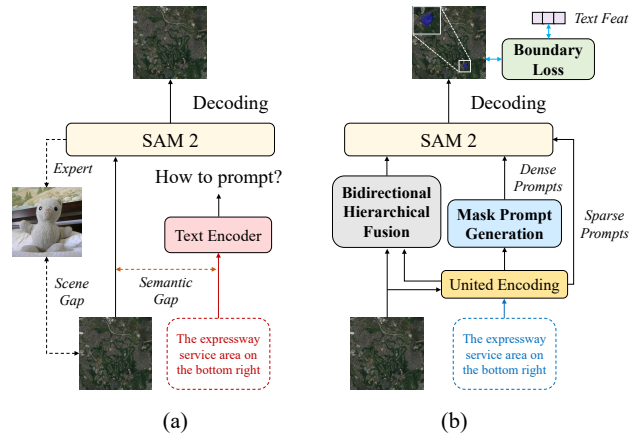 Decoding
SAM 2
Expert
How to prompt?
Text Encoder
Scene
Gap
Semantic
Gap
The expressway
service area on
the bottom right
(a)
Text Feat
Boundary
Loss
Decoding
SAM 2
Dense
Prompts
Bidirectional
Hierarchical
Fusion
Mask Prompt
Generation
Sparse
Prompts
United Encoding
The expressway
service area on
the bottom right
(b)